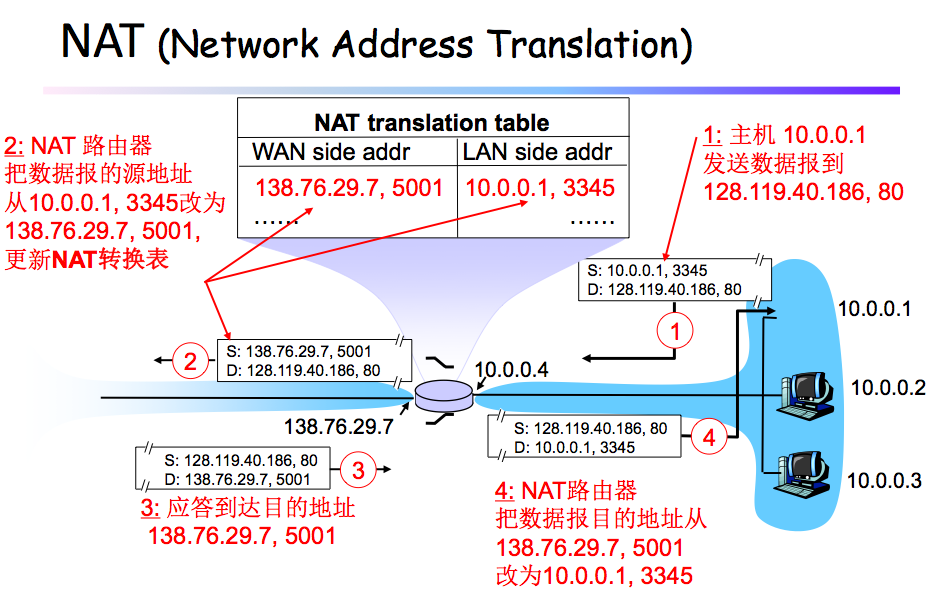 NAT (Network Address Translation)
2: NAT 路由器
把数据报的源地址
从10.0.0.1, 3345改为
138.76.29.7, 5001,
更新NAT转换表
NAT translation table
WAN side addr
LAN side addr
138.76.29.7, 5001
10.0.0.1, 3345
……
……
1: 主机 10.0.0.1
发送数据报到
128.119.40.186, 80
S: 10.0.0.1, 3345
D: 128.119.40.186, 80
1
10.0.0.1
10.0.0.2
10.0.0.3
2
S: 138.76.29.7, 5001
D: 128.119.40.186, 80
10.0.0.4
138.76.29.7
S: 128.119.40.186, 80
D: 138.76.29.7, 5001
3
3: 应答到达目的地址
138.76.29.7, 5001
S: 128.119.40.186, 80
D: 10.0.0.1, 3345
4
4: NAT路由器
把数据报目的地址从
138.76.29.7, 5001
改为10.0.0.1, 3345